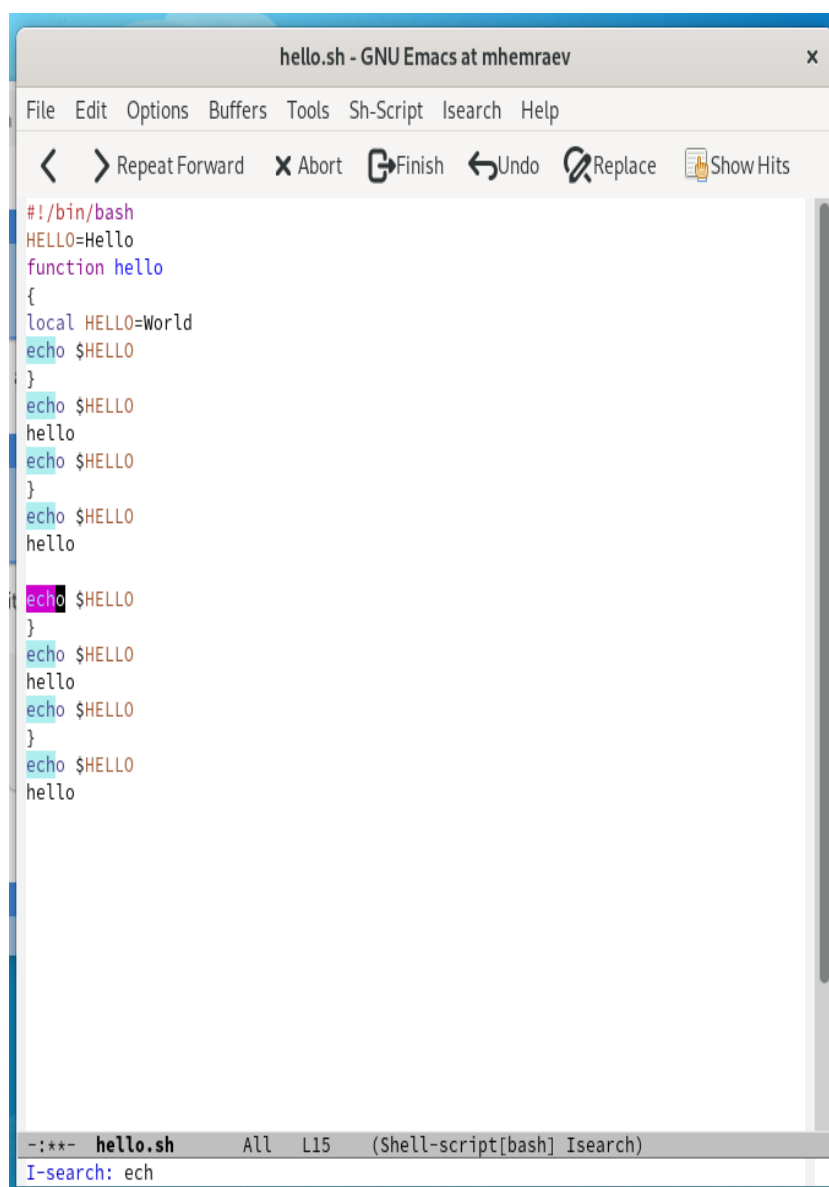 hello.sh - GNU Emacs at mhemraev x
File Edit Options Buffers Tools Sh-Script Isearch Help
Repeat Forward Abort Finish Undo Replace Show Hits
#!/bin/bash
HELLO=Hello
function hello
{
local HELLO=World
echo $HELLO
}
echo $HELLO
hello
echo $HELLO
}
echo $HELLO
hello
echo $HELLO
}
echo $HELLO
hello
echo $HELLO
}
echo $HELLO
hello
-:**- hello.sh All L15 (Shell-script[bash] Isearch)
I-search: ech